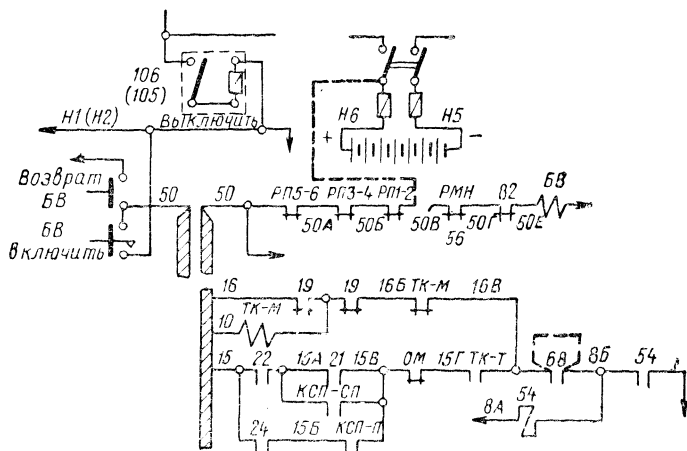 106
(105)
Н6
Н5
+
−
Н1(Н2)
Выключить
Возврат
БВ
50
50
РП5-6
РП3-4
РП1-2
РМН
82
БВ
50А
50Б
50В
56
50Г
50Е
БВ
включить
16
19
19
16Б
ТК-М
16В
10
ТК-М
15
22
15А
21
15В
ОМ
15Г
ТК-Т
68
8Б
54
КСП-СП
24
15Б
КСП-П
8А
54